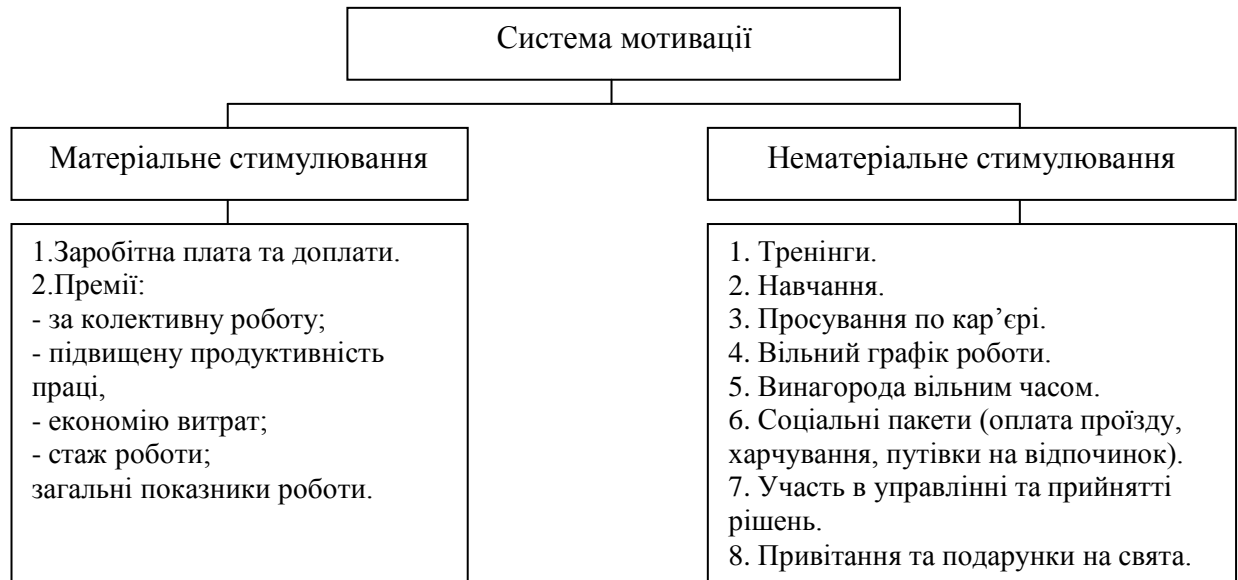 Система мотивації
Матеріальне стимулювання
Нематеріальне стимулювання
1.Заробітна плата та доплати.
2.Премії:
- за колективну роботу;
- підвищену продуктивність
праці,
- економію витрат;
- стаж роботи;
загальні показники роботи.
1. Тренінги.
2. Навчання.
3. Просування по кар’єрі.
4. Вільний графік роботи.
5. Винагорода вільним часом.
6. Соціальні пакети (оплата проїзду,
харчування, путівки на відпочинок).
7. Участь в управлінні та прийнятті
рішень.
8. Привітання та подарунки на свята.